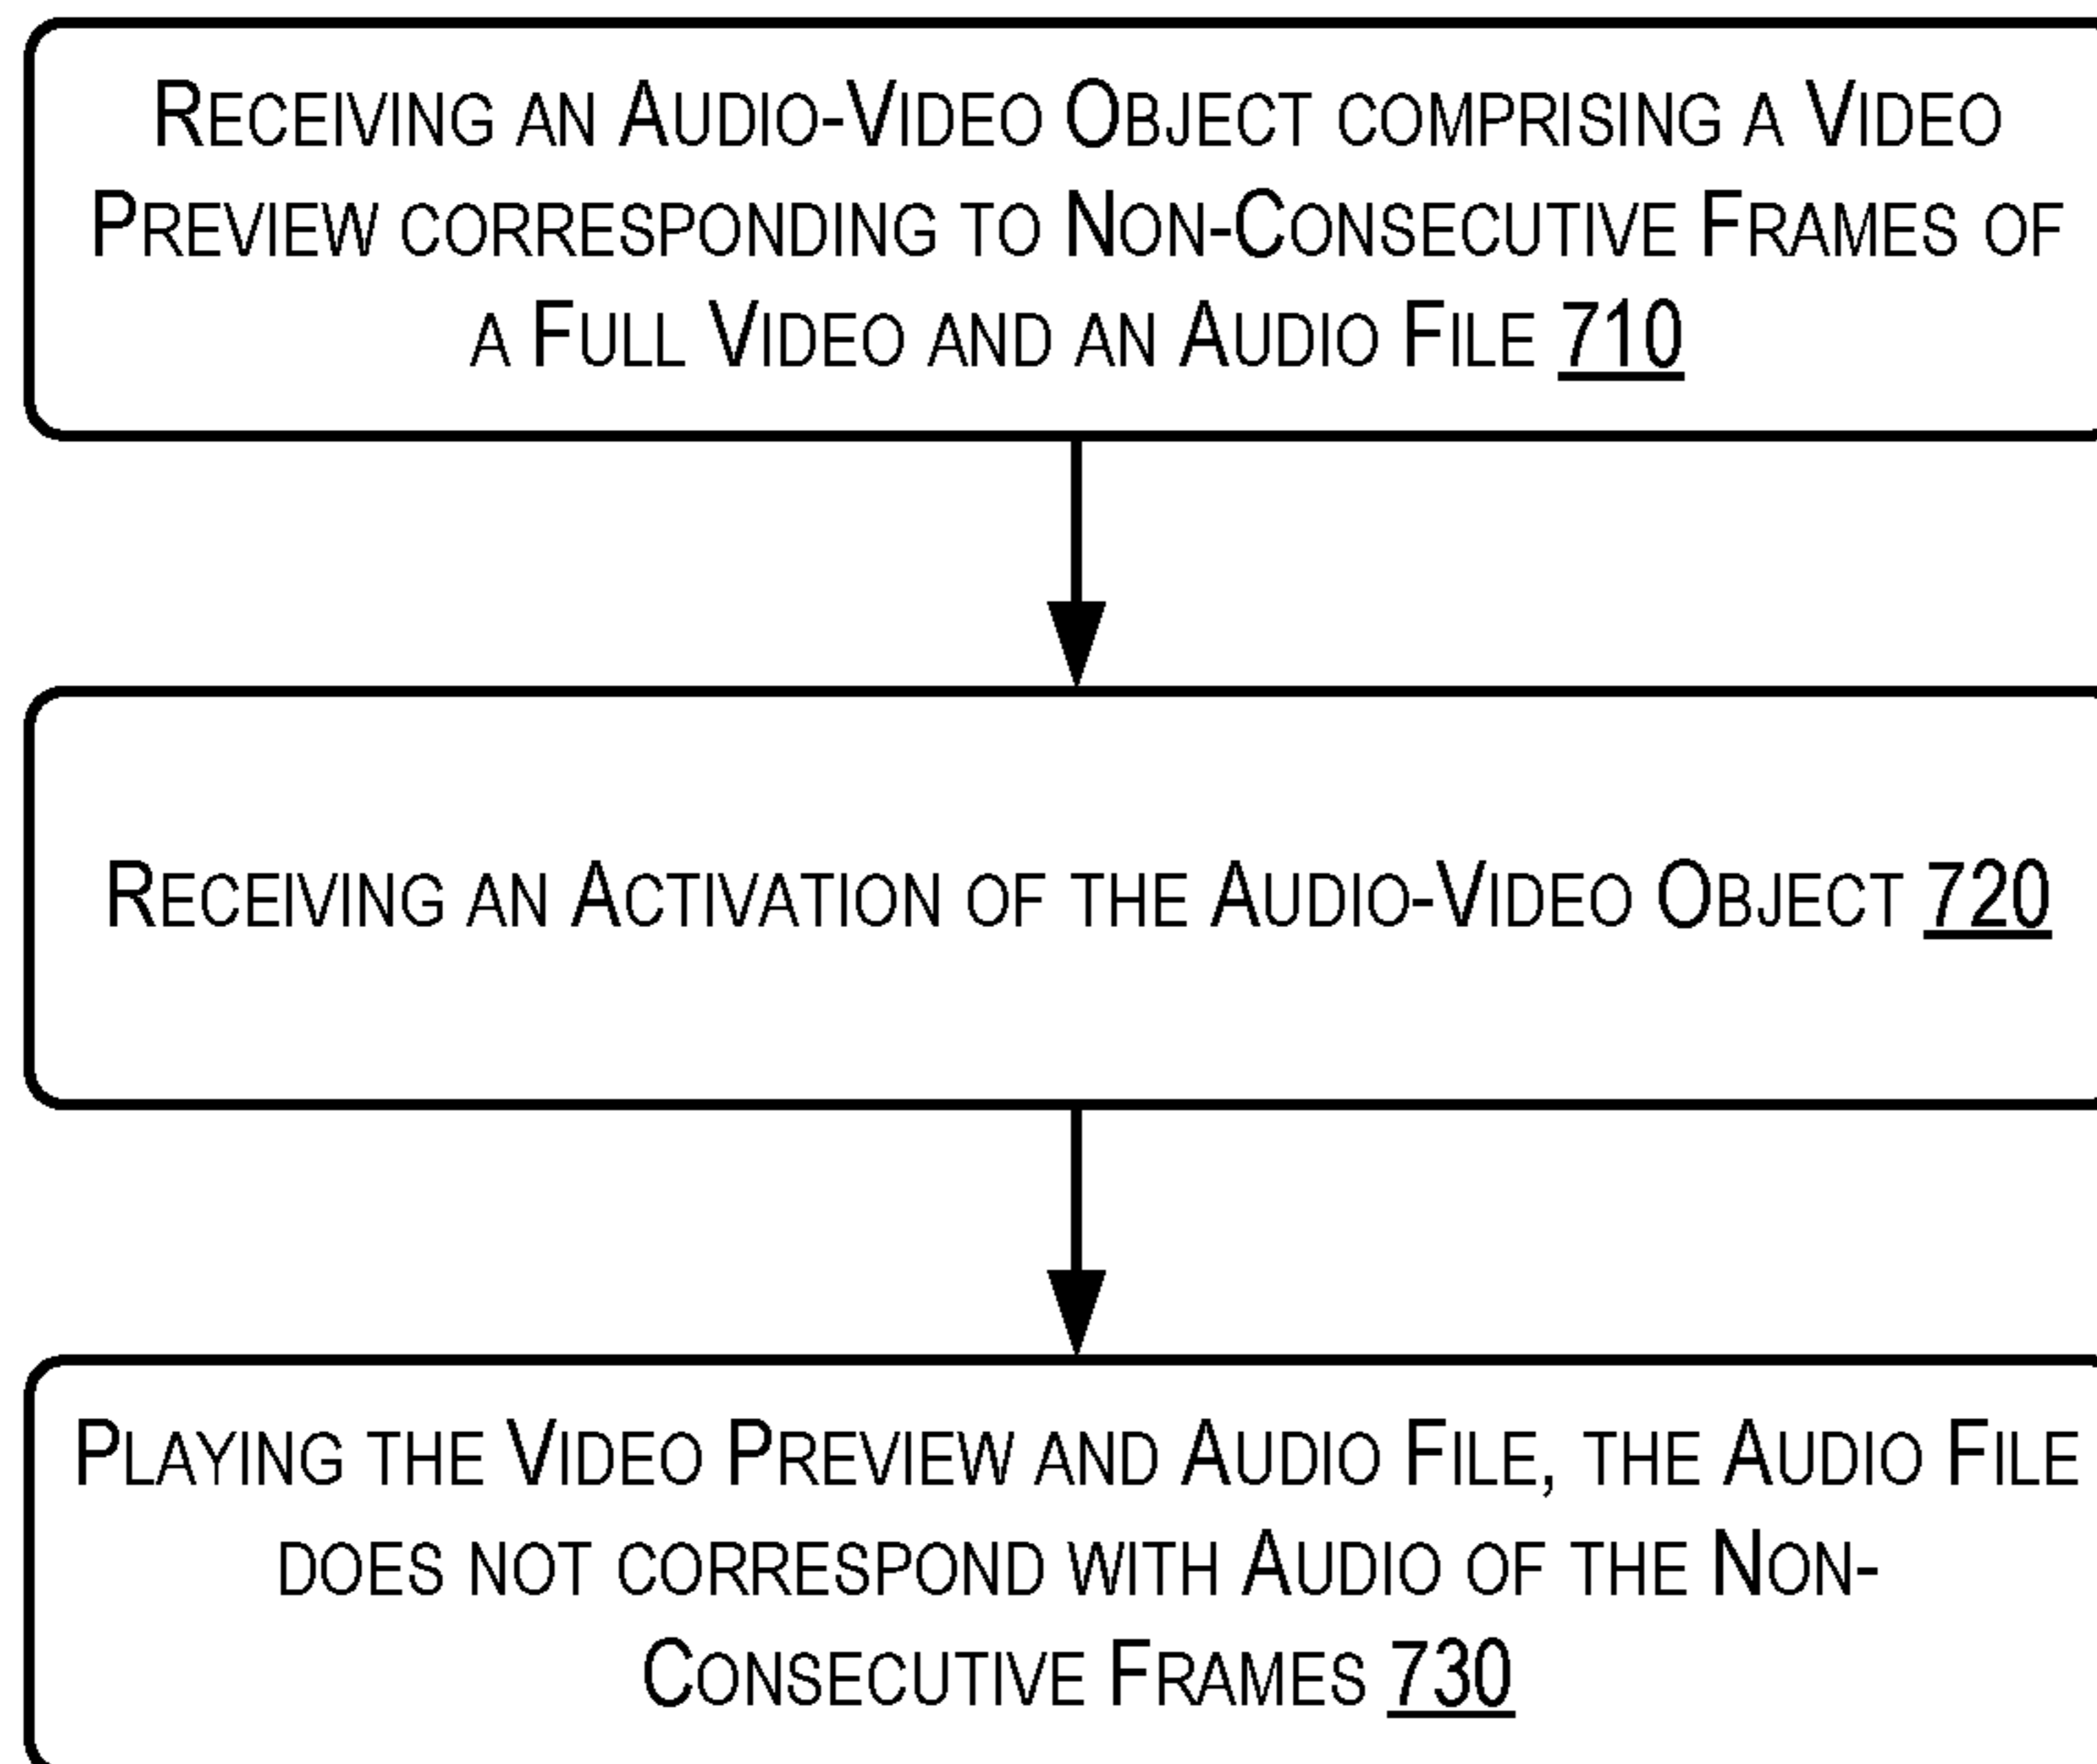 Receiving an Audio-Video Object comprising a Video
Preview corresponding to Non-Consecutive Frames of
a Full Video and an Audio File 710
Receiving an Activation of the Audio-Video Object 720
Playing the Video Preview and Audio File, the Audio File
does not correspond with Audio of the Non-
Consecutive Frames 730